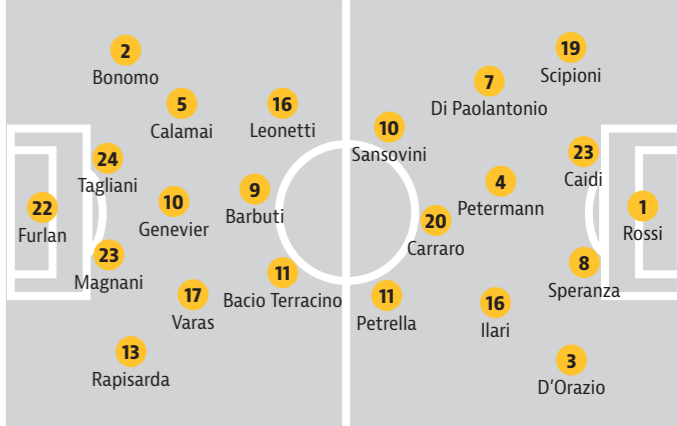 2
Bonomo
5
Calamai
16
Leonetti
24
Tagliani
22
Furlan
10
Genevier
9
Barbuti
23
Magnani
17
Varas
11
Bacio Terracino
13
Rapisarda
19
Scipioni
7
Di Paolantonio
10
Sansovini
23
Caidi
4
Petermann
20
Carraro
1
Rossi
8
Speranza
11
Petrella
16
Ilari
3
D'Orazio